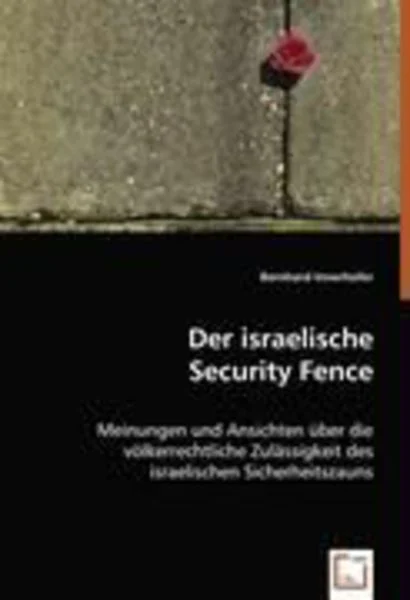 Bernhard Innerhofer
Der israelische
Security Fence
Meinungen und Ansichten über die
völkerrechtliche Zulässigkeit des
israelischen Sicherheitszauns